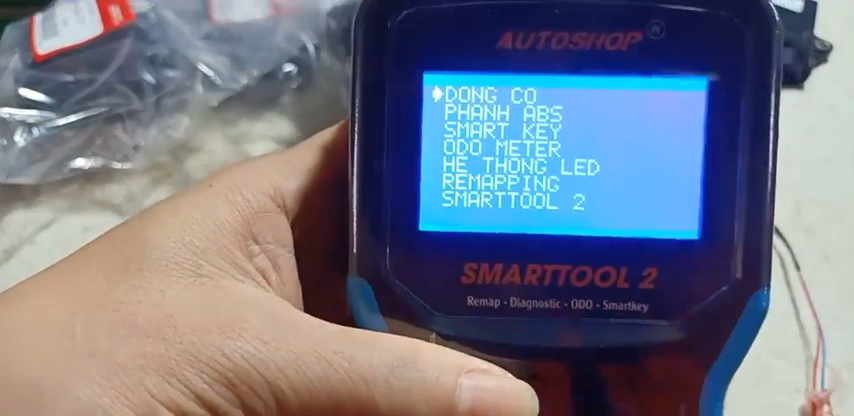 AUTOSHOP ®
DONG CO
PHANH ABS
SMART KEY
ODO METER
HE THONG LED
REMAPPING
SMARTTOOL 2
SMARTTOOL 2
Remap - Diagnostic - ODO - Smartkey